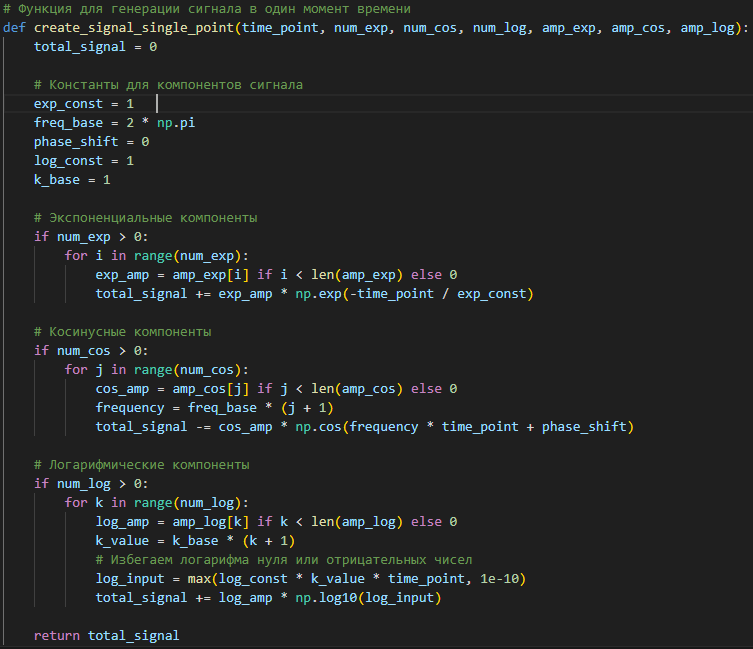 # Функция для генерации сигнала в один момент времени
def create_signal_single_point(time_point, num_exp, num_cos, num_log, amp_exp, amp_cos, amp_log):
    total_signal = 0

    # Константы для компонентов сигнала
    exp_const = 1
    freq_base = 2 * np.pi
    phase_shift = 0
    log_const = 1
    k_base = 1

    # Экспоненциальные компоненты
    if num_exp > 0:
        for i in range(num_exp):
            exp_amp = amp_exp[i] if i < len(amp_exp) else 0
            total_signal += exp_amp * np.exp(-time_point / exp_const)

    # Косинусные компоненты
    if num_cos > 0:
        for j in range(num_cos):
            cos_amp = amp_cos[j] if j < len(amp_cos) else 0
            frequency = freq_base * (j + 1)
            total_signal -= cos_amp * np.cos(frequency * time_point + phase_shift)

    # Логарифмические компоненты
    if num_log > 0:
        for k in range(num_log):
            log_amp = amp_log[k] if k < len(amp_log) else 0
            k_value = k_base * (k + 1)
            # Избегаем логарифма нуля или отрицательных чисел
            log_input = max(log_const * k_value * time_point, 1e-10)
            total_signal += log_amp * np.log10(log_input)

    return total_signal